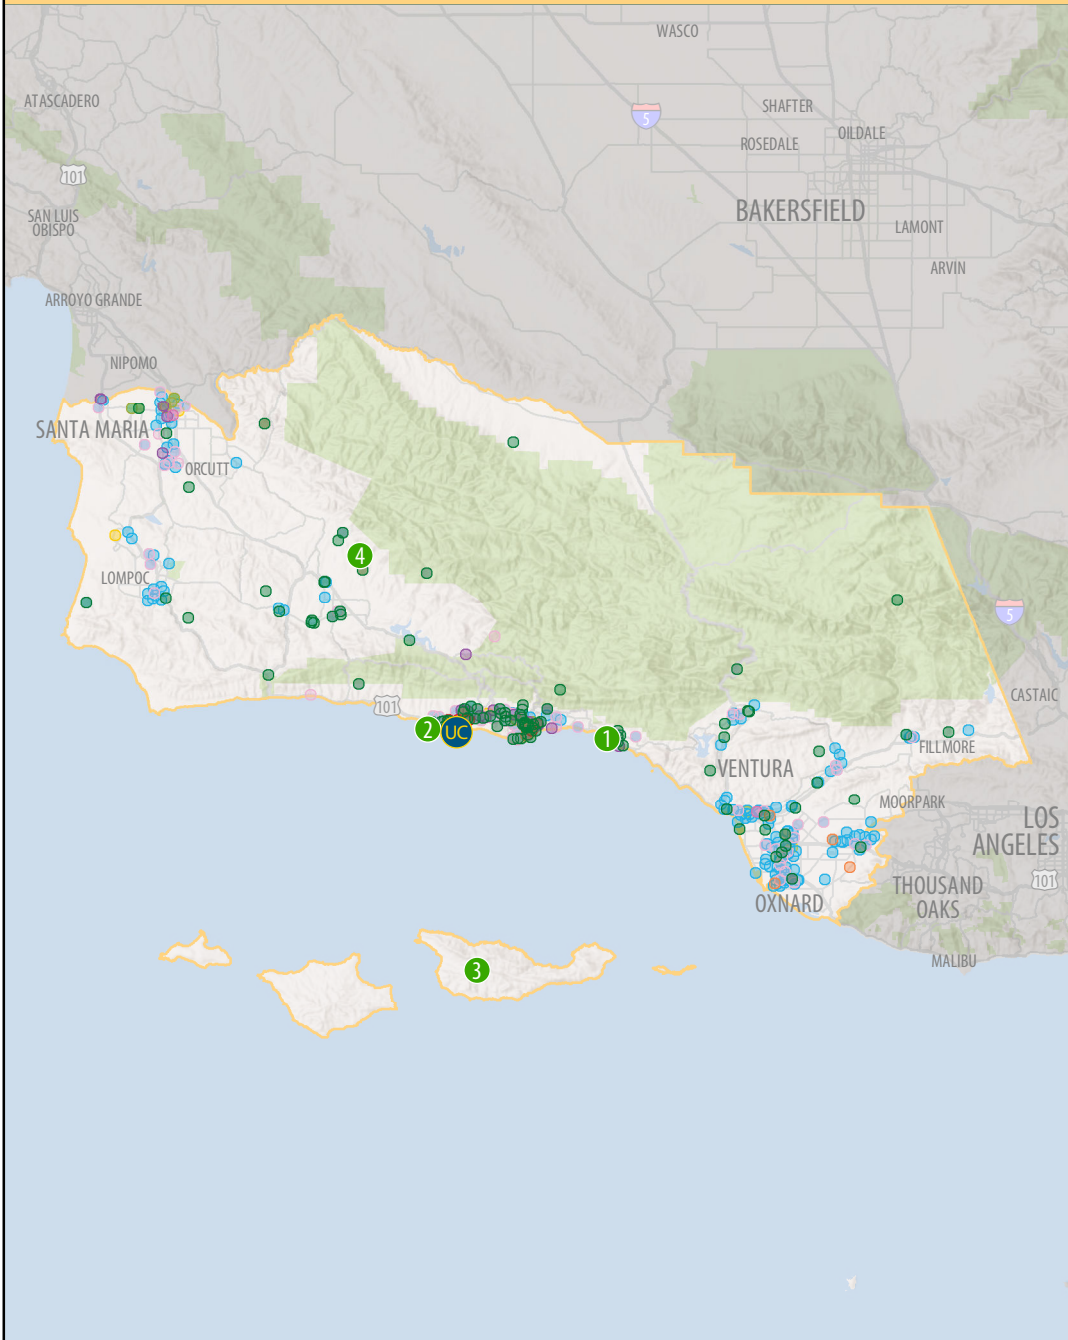 WASCO
ATASCADERO
SHAFTER
5
OILDALE
ROSEDALE
101
SAN LUIS
OBISPO
BAKERSFIELD
LAMONT
ARVIN
ARROYO GRANDE
NIPOMO
SANTA MARIA
ORCUTT
4
LOMPOC
5
CASTAIC
101
2
UC
1
FILLMORE
VENTURA
MOORPARK
LOS
ANGELES
101
THOUSAND
OAKS
OXNARD
MALIBU
3